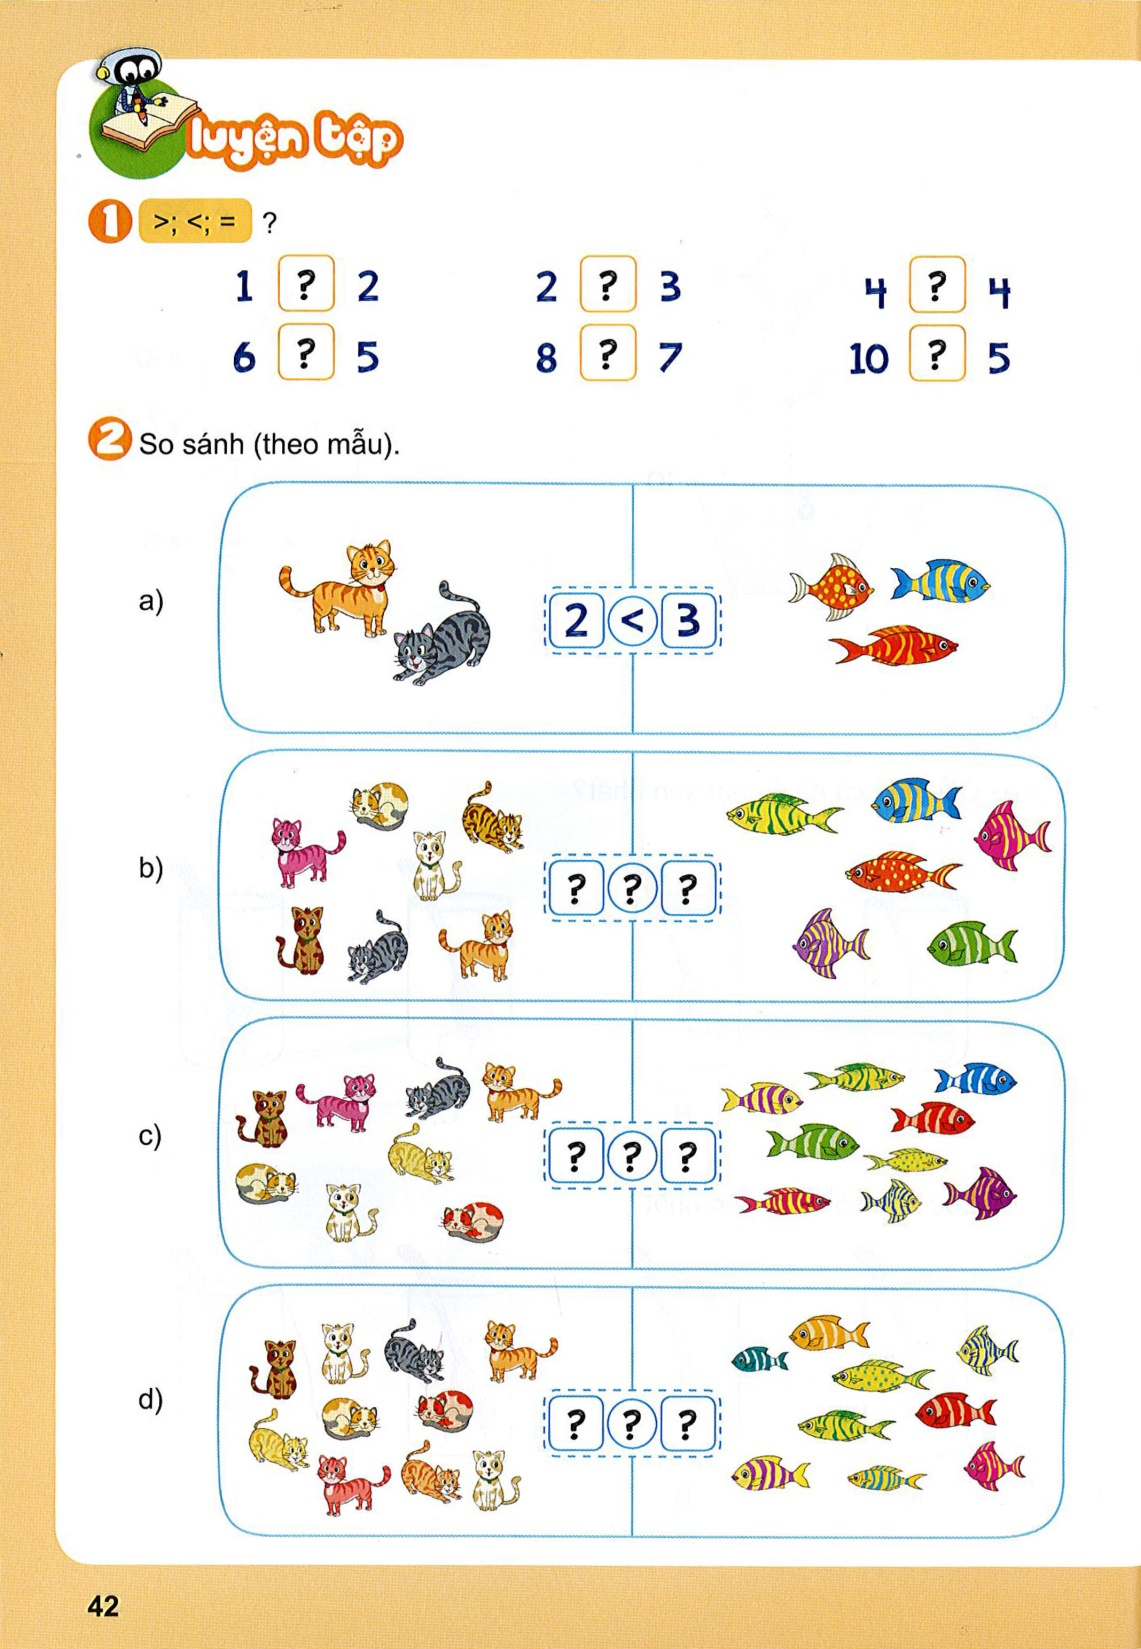 luyện tập
1 >; <; = ?
1 ? 2 2 ? 3 4 ? 4
6 ? 5 8 ? 7 10 ? 5
2 So sánh (theo mẫu).
a) 2 < 3
b) ? ? ?
c) ? ? ?
d) ? ? ?
42